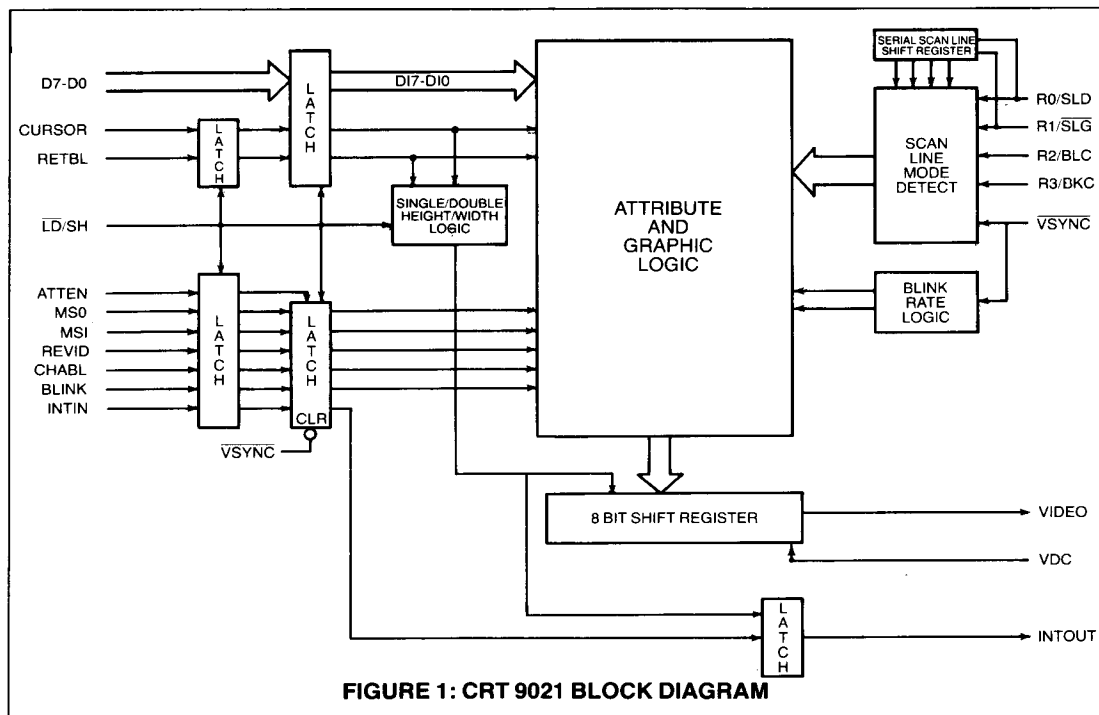 SERIAL SCAN LINE
SHIFT REGISTER
D7-D0
DI7-DI0
LATCH
R0/SLD
CURSOR
LATCH
R1/SLG
RETBL
SCAN
LINE
MODE
DETECT
R2/BLC
R3/BKC
LD/SH
SINGLE/DOUBLE
HEIGHT/WIDTH
LOGIC
ATTRIBUTE
AND
GRAPHIC
LOGIC
VSYNC
ATTEN
MS0
MSI
REVID
CHABL
BLINK
INTIN
LATCH
LATCH
CLR
VSYNC
BLINK
RATE
LOGIC
8 BIT SHIFT REGISTER
VIDEO
VDC
LATCH
INTOUT
FIGURE 1: CRT 9021 BLOCK DIAGRAM